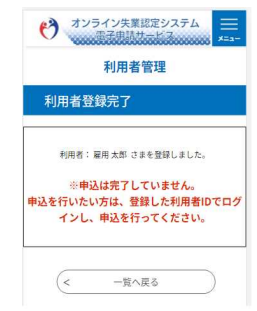 オンライン失業認定システム
電子申請サービス
メニュー
利用者管理
利用者登録完了
利用者： 雇用 太郎 さまを登録しました。
※申込は完了していません。
申込を行いたい方は、登録した利用者IDでログ
インし、申込を行ってください。
< 一覧へ戻る